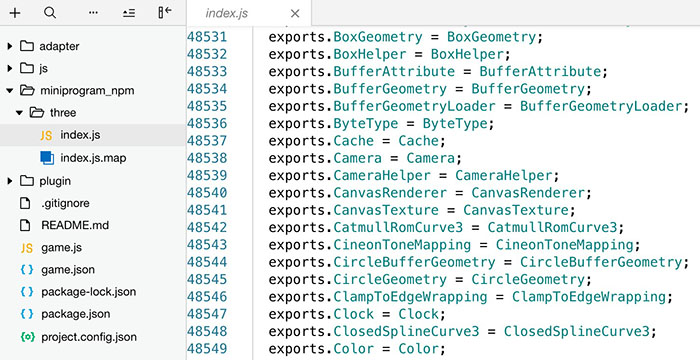 index.js
adapter
js
miniprogram_npm
three
JS index.js
index.js.map
plugin
.gitignore
README.md
JS game.js
{} game.json
{} package-lock.json
{} package.json
{o} project.config.json
48531 exports.BoxGeometry = BoxGeometry;
48532 exports.BoxHelper = BoxHelper;
48533 exports.BufferAttribute = BufferAttribute;
48534 exports.BufferGeometry = BufferGeometry;
48535 exports.BufferGeometryLoader = BufferGeometryLoader;
48536 exports.ByteType = ByteType;
48537 exports.Cache = Cache;
48538 exports.Camera = Camera;
48539 exports.CameraHelper = CameraHelper;
48540 exports.CanvasRenderer = CanvasRenderer;
48541 exports.CanvasTexture = CanvasTexture;
48542 exports.CatmullRomCurve3 = CatmullRomCurve3;
48543 exports.CineonToneMapping = CineonToneMapping;
48544 exports.CircleBufferGeometry = CircleBufferGeometry;
48545 exports.CircleGeometry = CircleGeometry;
48546 exports.ClampToEdgeWrapping = ClampToEdgeWrapping;
48547 exports.Clock = Clock;
48548 exports.ClosedSplineCurve3 = ClosedSplineCurve3;
48549 exports.Color = Color;